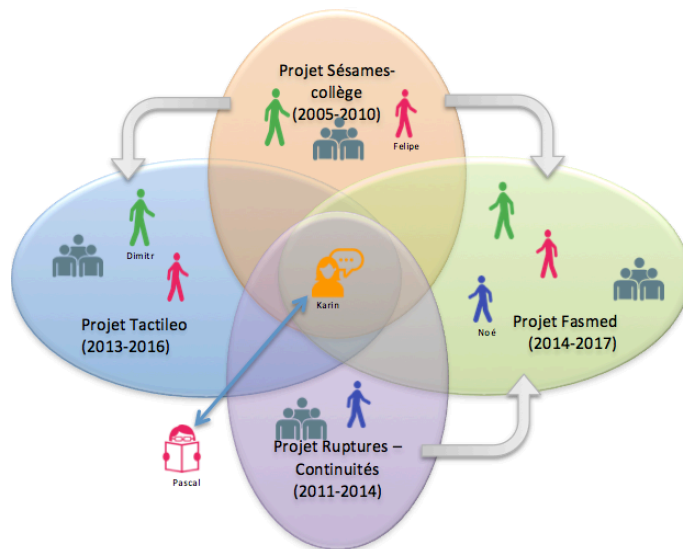 Projet Sésames-
collège
(2005-2010)
Felipe
Dimitr
Noé
Karin
Projet Tactileo
(2013-2016)
Projet Fasmed
(2014-2017)
Projet Ruptures –
Continuités
(2011-2014)
Pascal